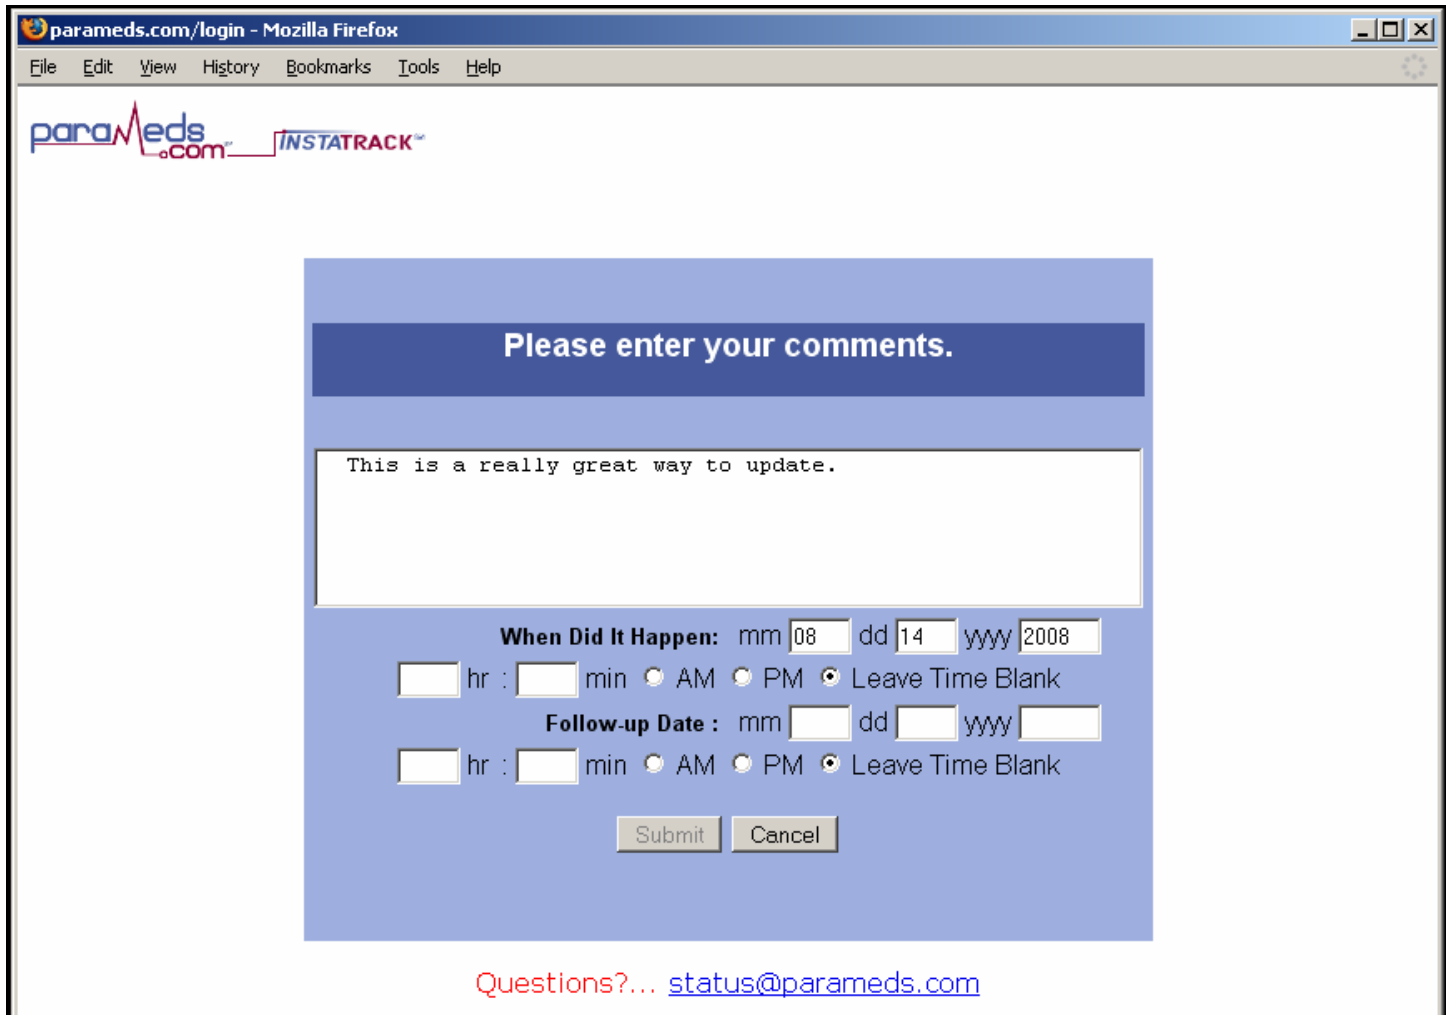 parameds.com/login - Mozilla Firefox
File Edit View History Bookmarks Tools Help
paraMeds.com INSTATRACK
Please enter your comments.
This is a really great way to update.
When Did It Happen: mm 08 dd 14 yyyy 2008
hr : min AM PM Leave Time Blank
Follow-up Date : mm dd yyyy
hr : min AM PM Leave Time Blank
Submit Cancel
Questions?... status@parameds.com